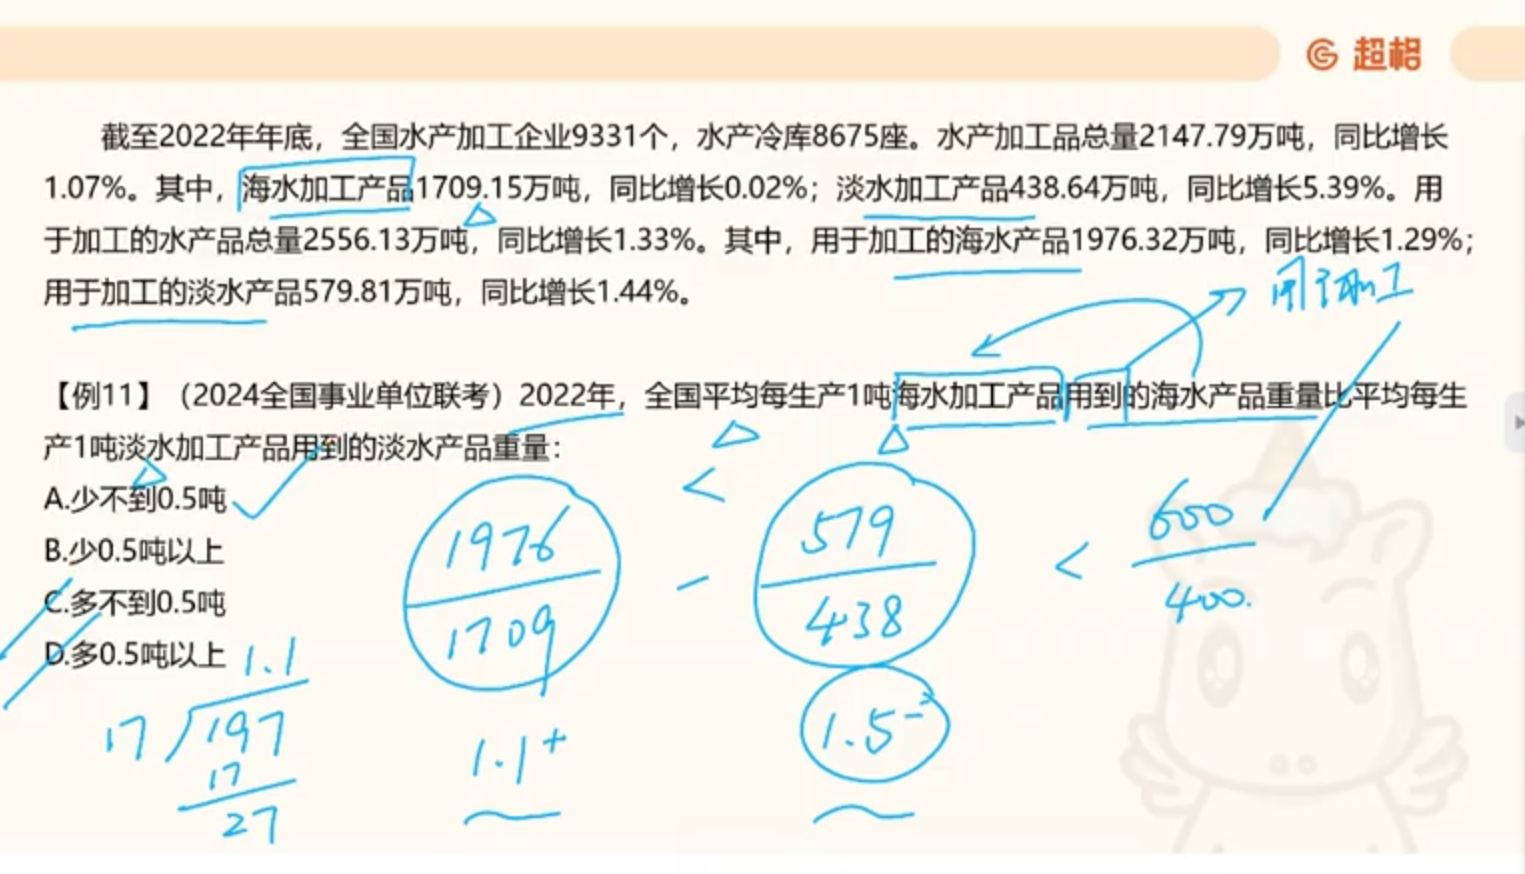 超格
截至2022年年底，全国水产加工企业9331个，水产冷库8675座。水产加工品总量2147.79万吨，同比增长
1.07%。其中，海水加工产品1709.15万吨，同比增长0.02%；淡水加工产品438.64万吨，同比增长5.39%。用
于加工的水产品总量2556.13万吨，同比增长1.33%。其中，用于加工的海水产品1976.32万吨，同比增长1.29%；
用于加工的淡水产品579.81万吨，同比增长1.44%。
用于加工
【例11】（2024全国事业单位联考）2022年，全国平均每生产1吨海水加工产品用到的海水产品重量比平均每生
产1吨淡水加工产品用到的淡水产品重量：
A.少不到0.5吨
B.少0.5吨以上
C.多不到0.5吨
D.多0.5吨以上
<
1976
1709
-
579
438
<
600
400.
1.1
17
197
17
27
1.1+
1.5-